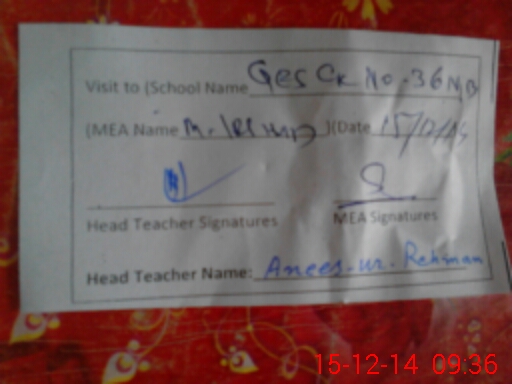 Visit to (School Name Ges Ck No. 36 NB
(MEA Name M. )(Date 15/12/14
Head Teacher Signatures MEA Signatures
Head Teacher Name: Anees-ur-Rehman
15-12-14 09:36